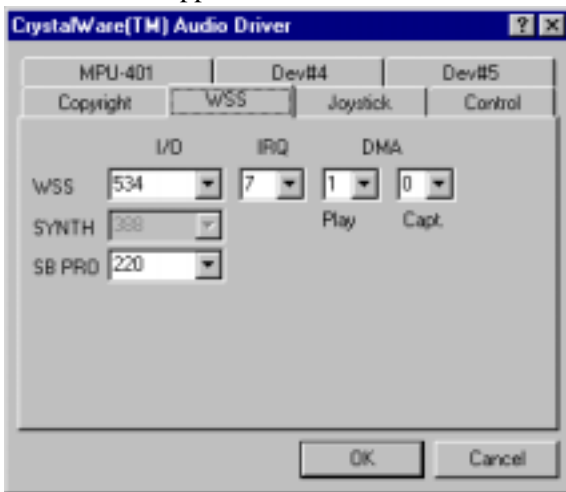 CrystalWare(TM) Audio Driver
MPU-401 Dev#4 Dev#5
Copyright WSS Joystick Control
I/O IRQ DMA
WSS 534 7 1 0
SYNTH 388 Play Capt.
SB PRO 220
OK Cancel